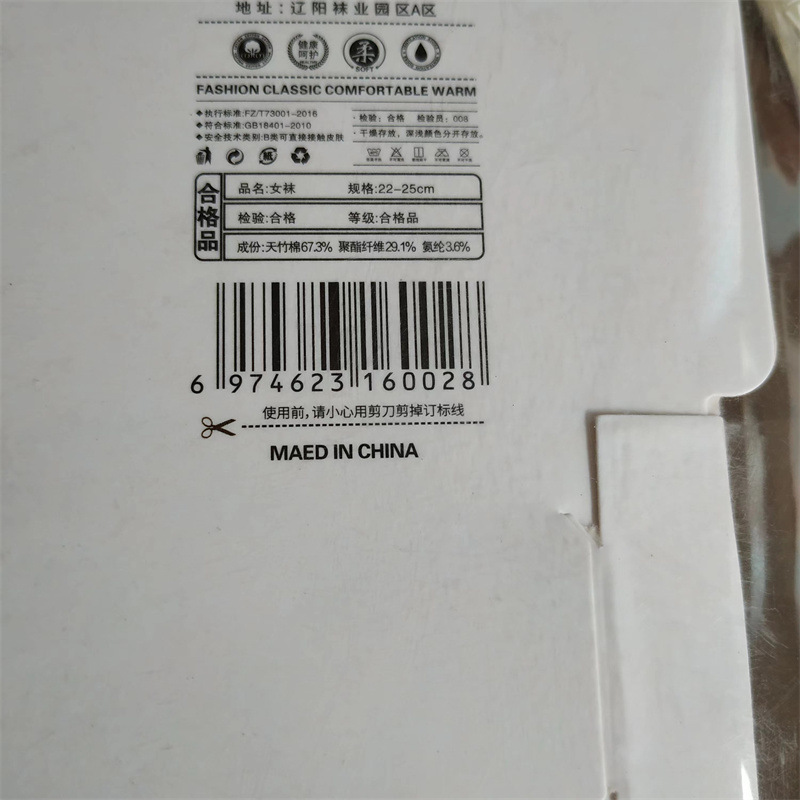 地址：辽阳袜业园区A区
健康
呵护
柔
SOFT
FASHION CLASSIC COMFORTABLE WARM
◆执行标准:FZ/T73001-2016
◆符合标准:GB18401-2010
◆安全技术类别:B类可直接接触皮肤
·检验：合格 检验员：008
·干燥存放，深浅颜色分开存放。
合格品
品名:女袜 规格:22-25cm
检验:合格 等级:合格品
成份:天竹棉67.3% 聚酯纤维29.1% 氨纶3.6%
6 974623 160028
使用前,请小心用剪刀剪掉订标线
MAED IN CHINA